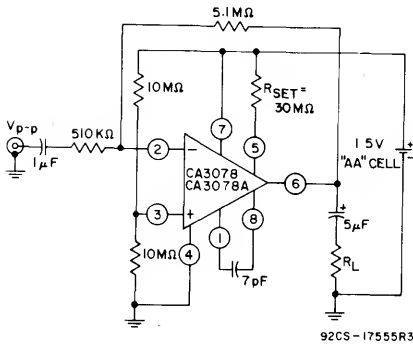 5.1MΩ
10MΩ
RSET=
30MΩ
Vp-p
510KΩ
1μF
7
5
2
−
CA3078
CA3078A
6
3
+
1
8
4
10MΩ
7pF
+
5μF
RL
+
−
1.5V
"AA" CELL
92CS-17555R3